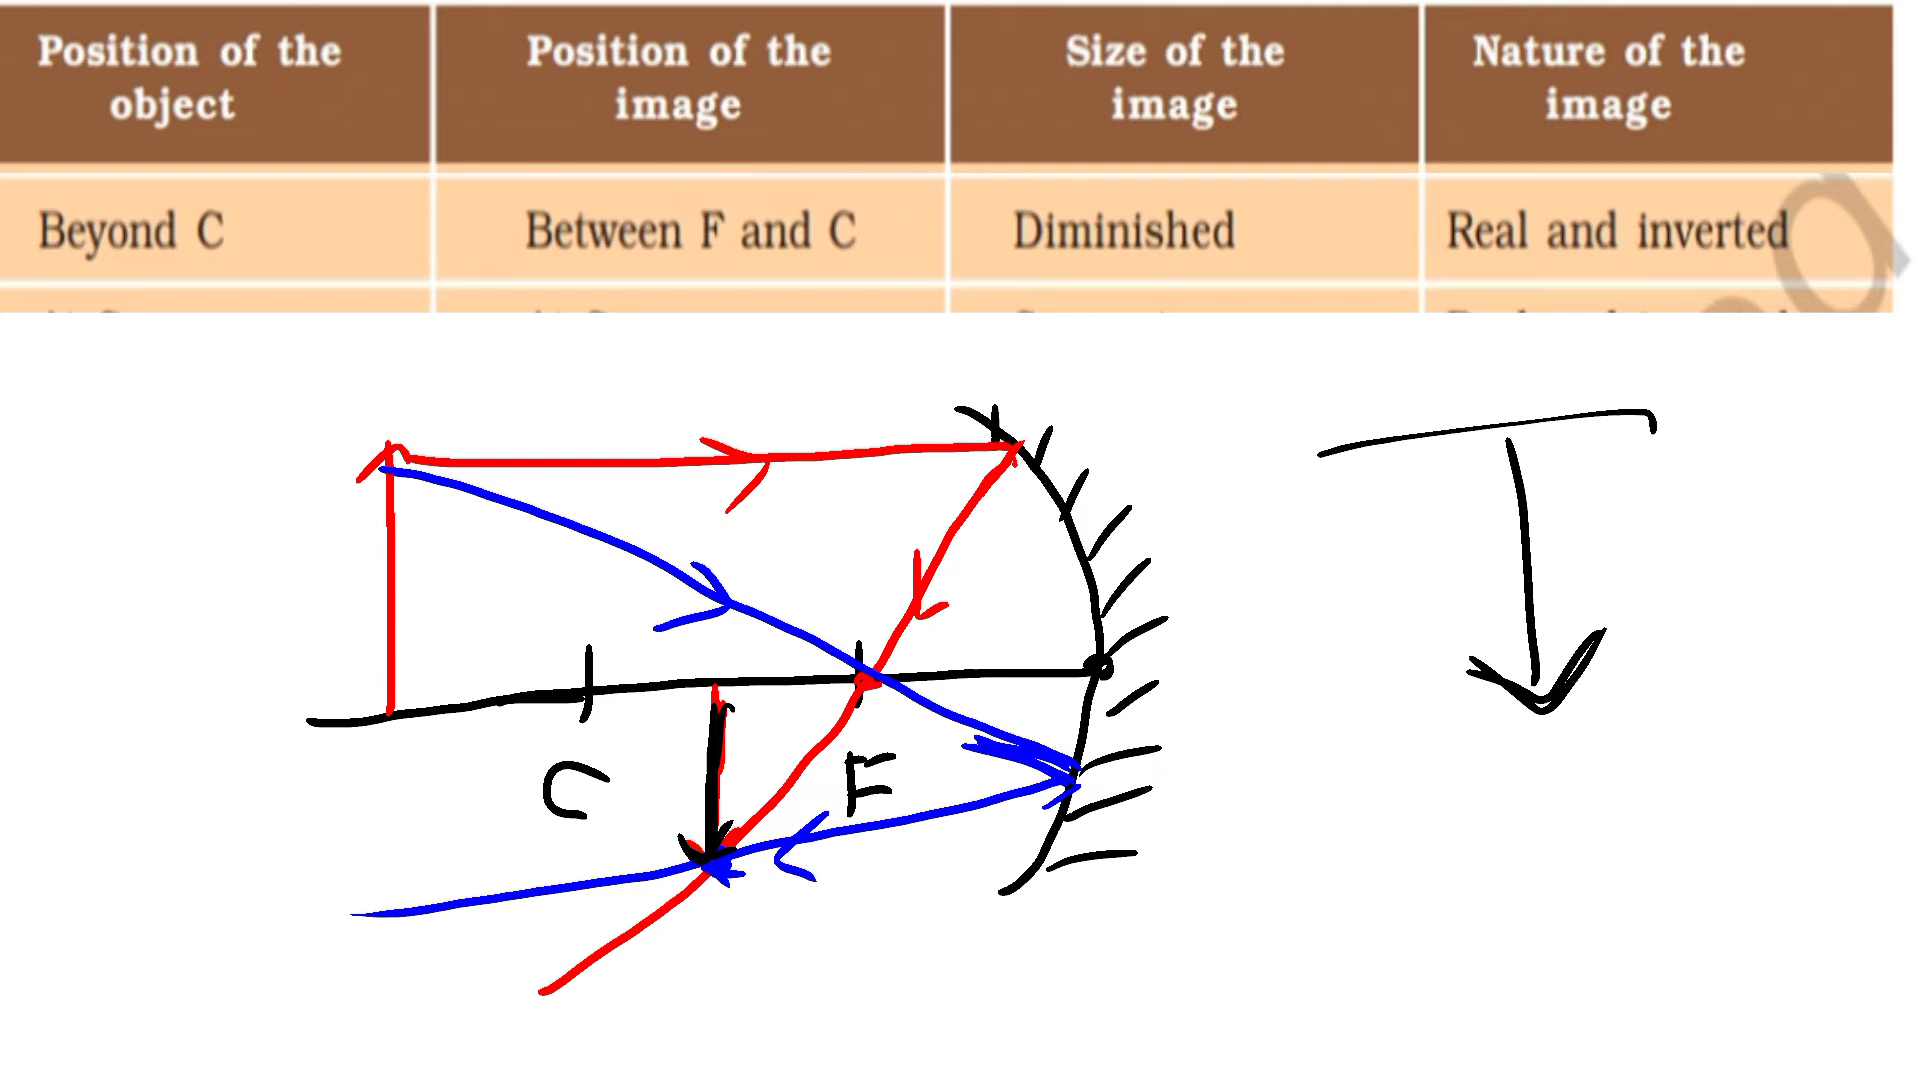 Position of the object
Position of the image
Size of the image
Nature of the image
Beyond C
Between F and C
Diminished
Real and inverted
C
F